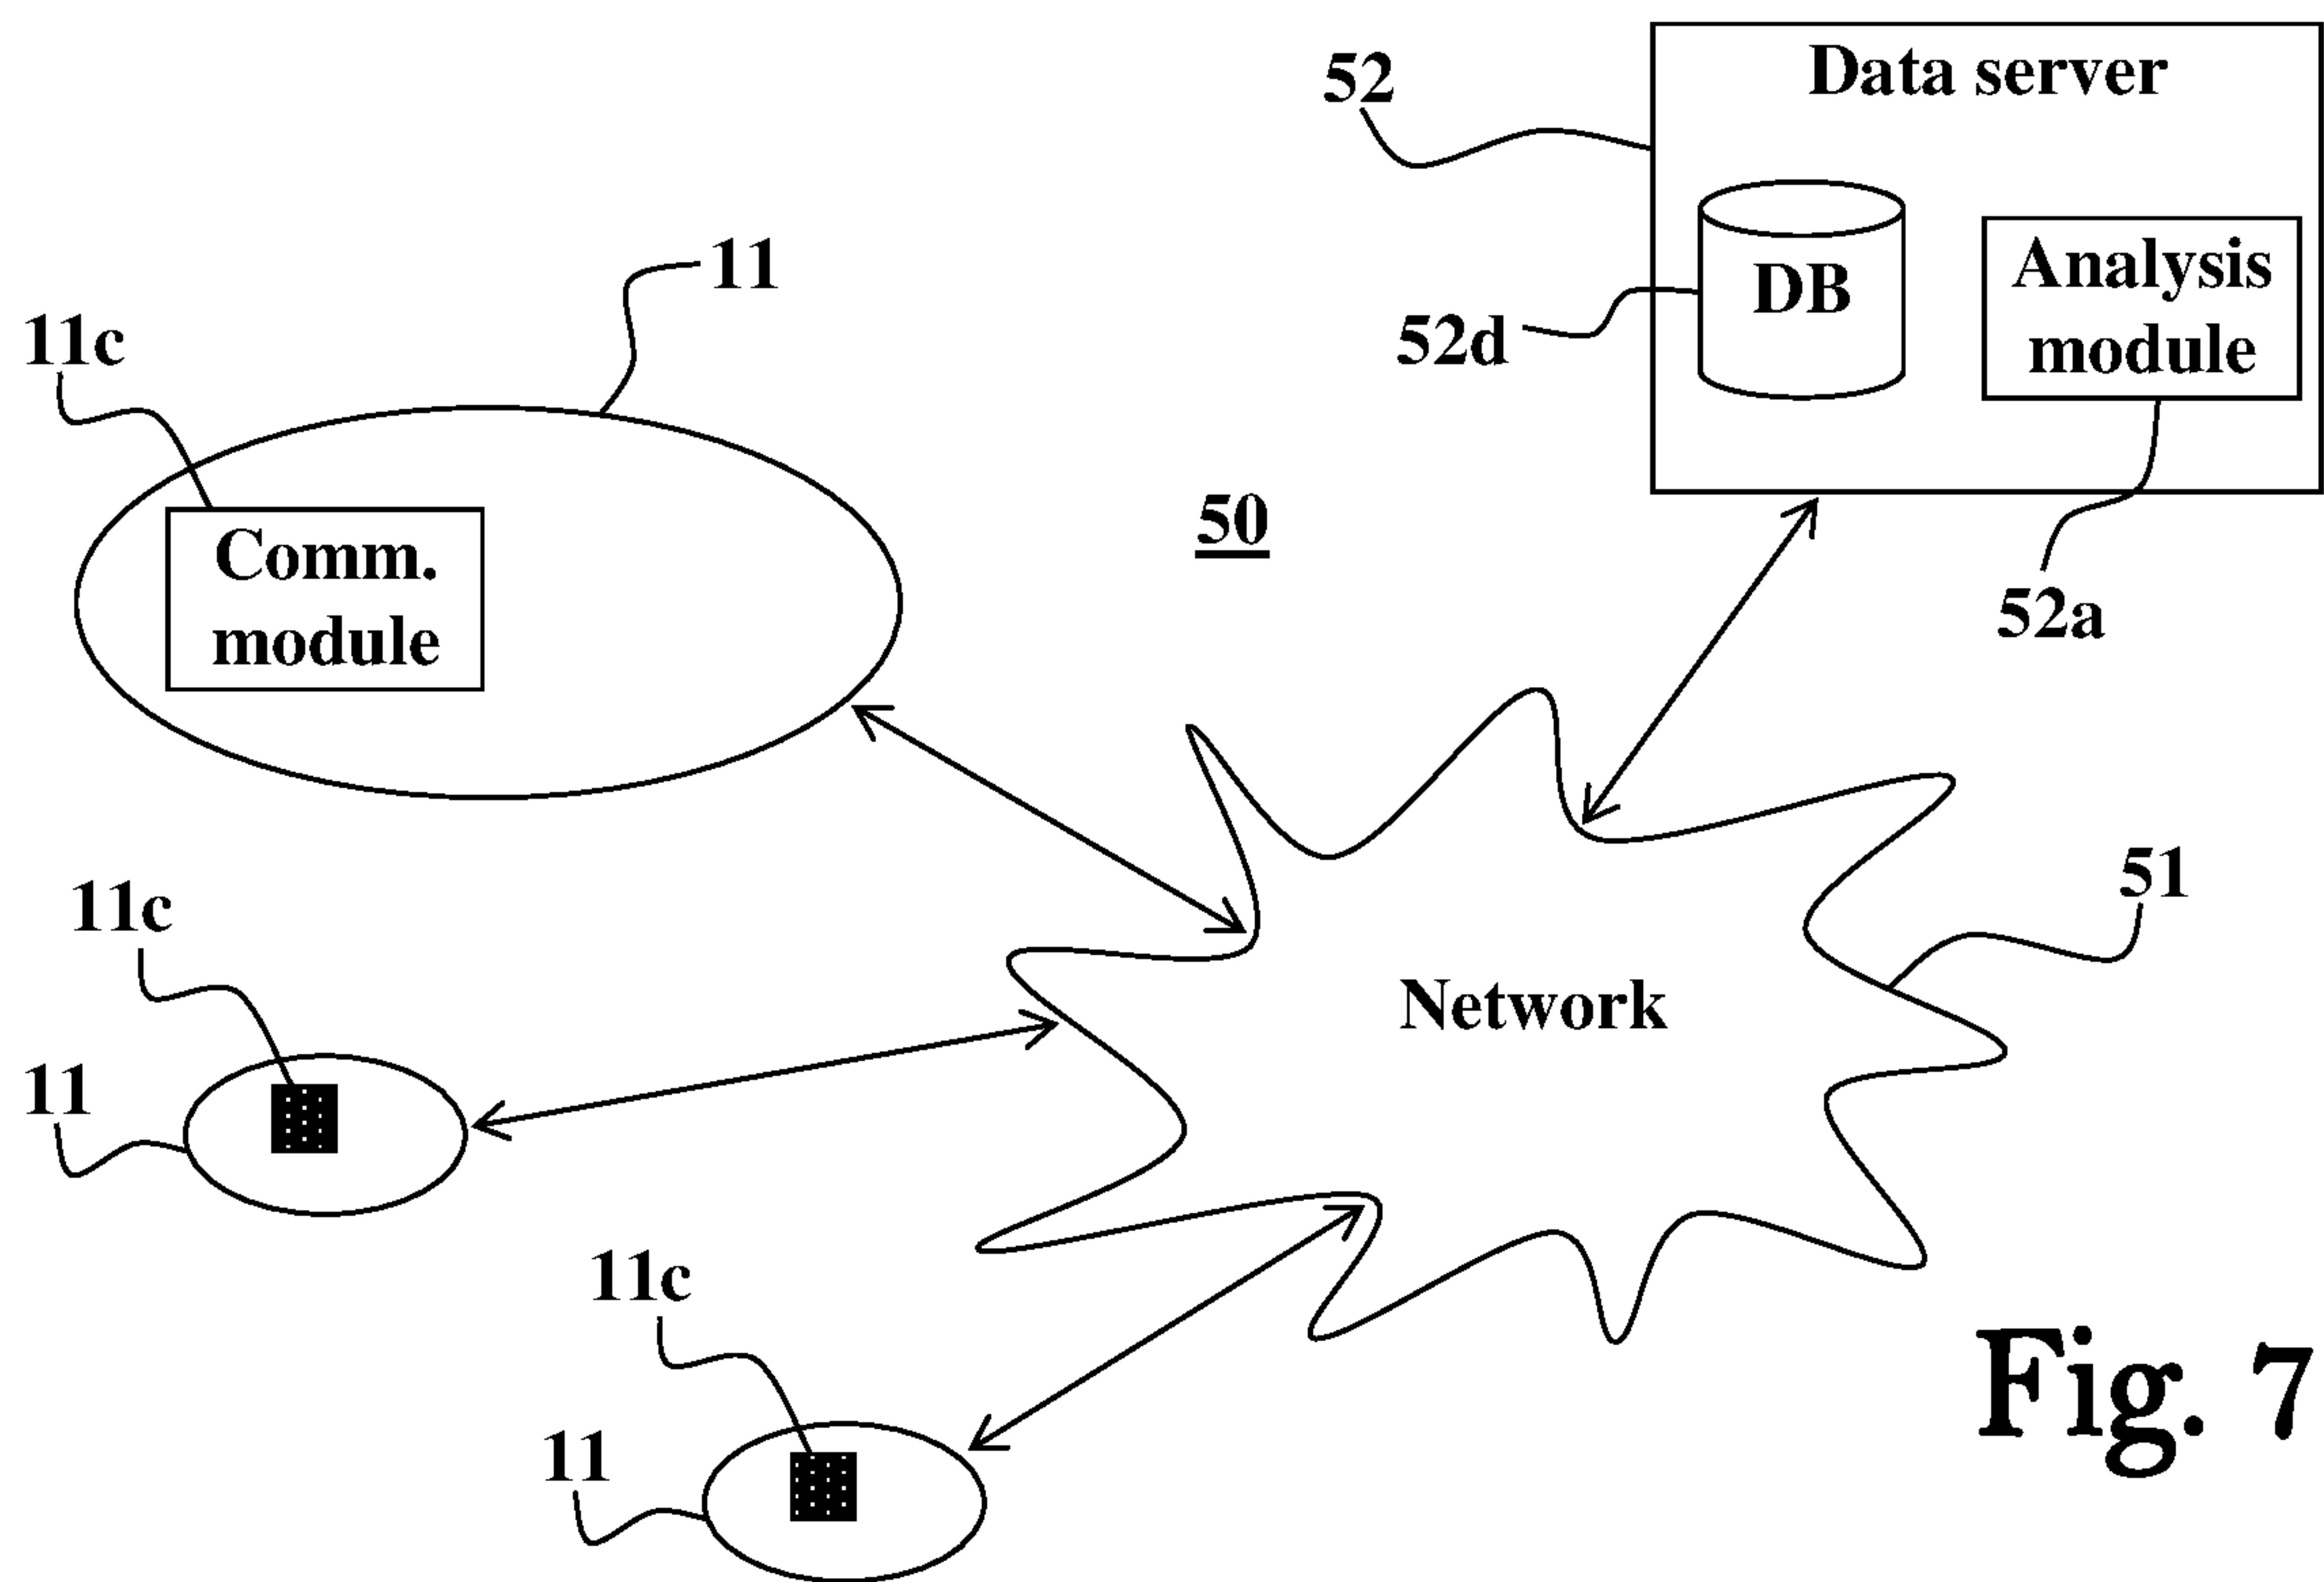 Data server
52
DB
Analysis
module
52d
52a
11
11c
Comm.
module
50
11c
11
51
Network
11c
11
Fig. 7